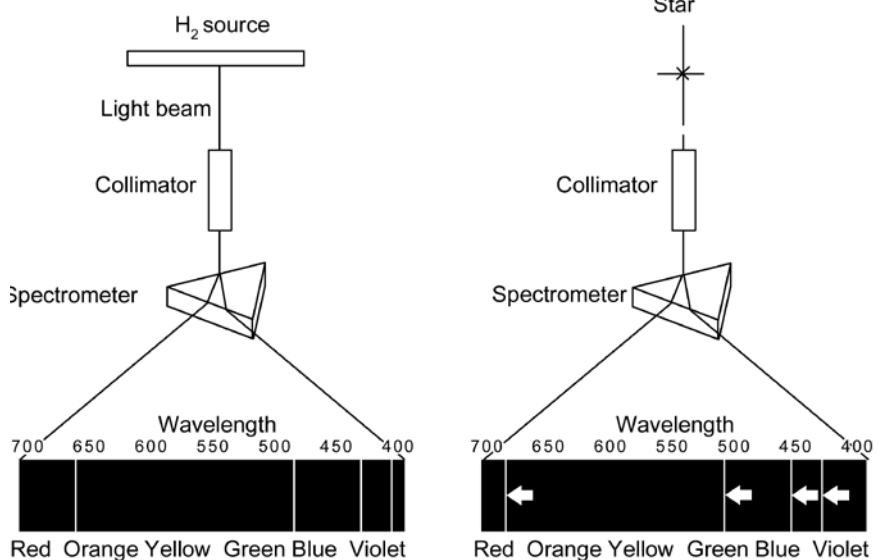 H₂ source
Light beam
Collimator
Spectrometer
Wavelength
700 650 600 550 500 450 400
Red Orange Yellow Green Blue Violet
Star
Collimator
Spectrometer
Wavelength
700 650 600 550 500 450 400
Red Orange Yellow Green Blue Violet